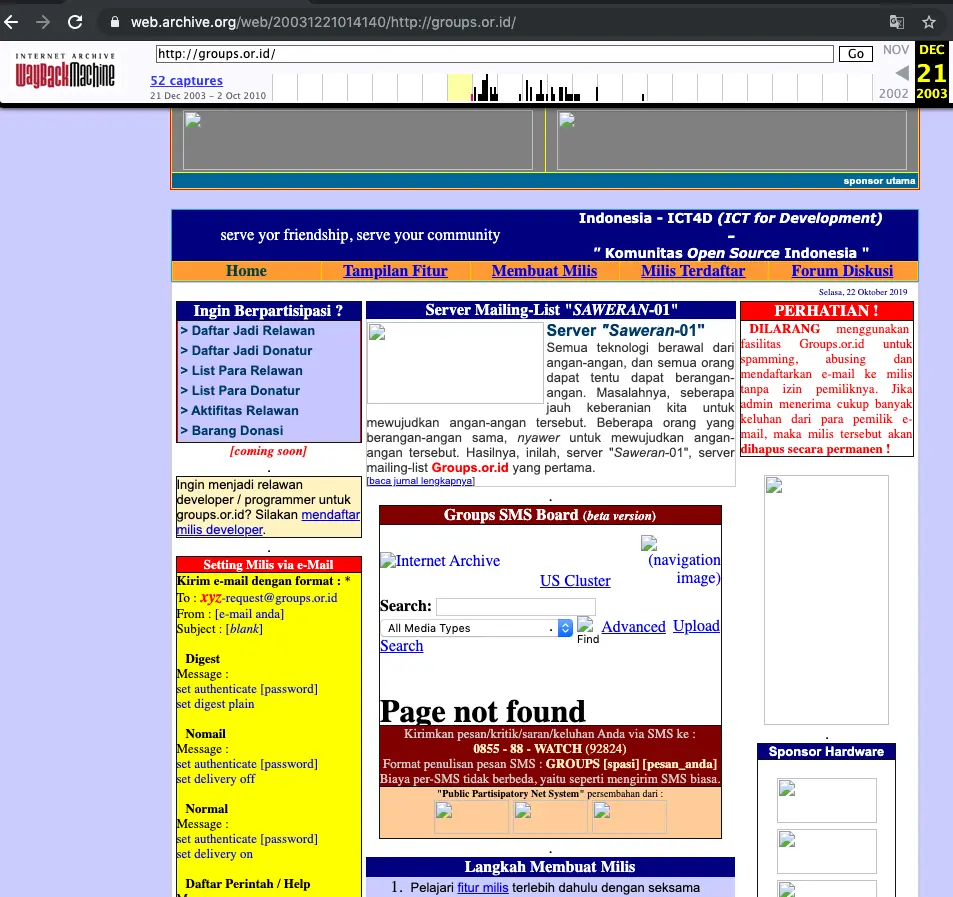 web.archive.org/web/20031221014140/http://groups.or.id/
INTERNET ARCHIVE
WayBackMachine
http://groups.or.id/
Go
NOV
DEC
52 captures
21
21 Dec 2003 – 2 Oct 2010
2002
2003
sponsor utama
serve yor friendship, serve your community
Indonesia - ICT4D (ICT for Development)
–
" Komunitas Open Source Indonesia "
Home
Tampilan Fitur
Membuat Milis
Milis Terdaftar
Forum Diskusi
Selasa, 22 Oktober 2019
Ingin Berpartisipasi ?
> Daftar Jadi Relawan
> Daftar Jadi Donatur
> List Para Relawan
> List Para Donatur
> Aktifitas Relawan
> Barang Donasi
[coming soon]
.
Ingin menjadi relawan
developer / programmer untuk
groups.or.id? Silakan mendaftar
milis developer.
.
Setting Milis via e-Mail
Kirim e-mail dengan format : *
To : xyz-request@groups.or.id
From : [e-mail anda]
Subject : [blank]
Digest
Message :
set authenticate [password]
set digest plain
Nomail
Message :
set authenticate [password]
set delivery off
Normal
Message :
set authenticate [password]
set delivery on
Daftar Perintah / Help
Server Mailing-List "SAWERAN-01"
Server "Saweran-01"
Semua teknologi berawal dari
angan-angan, dan semua orang
dapat tentu dapat berangan-
angan. Masalahnya, seberapa
jauh keberanian kita untuk
mewujudkan angan-angan tersebut. Beberapa orang yang
berangan-angan sama, nyawer untuk mewujudkan angan-
angan tersebut. Hasilnya, inilah, server "Saweran-01", server
mailing-list Groups.or.id yang pertama.
[baca jurnal lengkapnya]
.
Groups SMS Board (beta version)
Internet Archive
(navigation
image)
US Cluster
Search:
All Media Types
.
Find
Advanced
Upload
Search
Page not found
Kirimkan pesan/kritik/saran/keluhan Anda via SMS ke :
0855 - 88 - WATCH (92824)
Format penulisan pesan SMS : GROUPS [spasi] [pesan_anda]
Biaya per-SMS tidak berbeda, yaitu seperti mengirim SMS biasa.
"Public Partisipatory Net System" persembahan dari :
.
Langkah Membuat Milis
1. Pelajari fitur milis terlebih dahulu dengan seksama
PERHATIAN !
DILARANG menggunakan
fasilitas Groups.or.id untuk
spamming, abusing dan
mendaftarkan e-mail ke milis
tanpa izin pemiliknya. Jika
admin menerima cukup banyak
keluhan dari para pemilik e-
mail, maka milis tersebut akan
dihapus secara permanen !
.
Sponsor Hardware